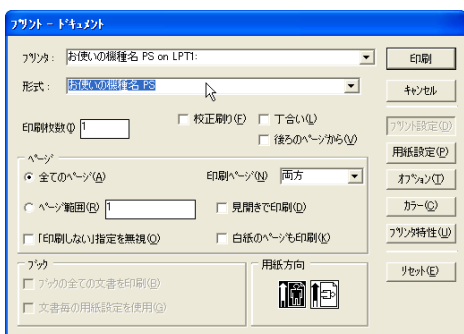 プリント - ドキュメント
プリンタ： お使いの機種名 PS on LPT1:
印刷
形式： お使いの機種名 PS
キャンセル
印刷枚数(I) 1
校正刷り(F)
丁合い(L)
後ろのページから(V)
プリント設定(D)
用紙設定(P)
ページ
全てのページ(A)
印刷ページ(N) 両方
オプション(T)
ページ範囲(R) 1
見開きで印刷(D)
カラー(C)
「印刷しない」指定を無視(O)
白紙のページも印刷(K)
プリンタ特性(U)
ブック
ブックの全ての文書を印刷(B)
文書毎の用紙設定を使用(G)
用紙方向
リセット(E)